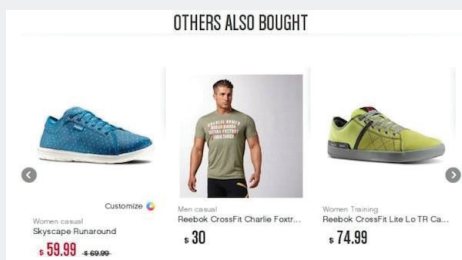 OTHERS ALSO BOUGHT
Customize
Women casual
Skyscape Runaround
$ 59.99 $ 69.99
Men casual
Reebok CrossFit Charlie Foxtr...
$ 30
Women Training
Reebok CrossFit Lite Lo TR Ca...
$ 74.99